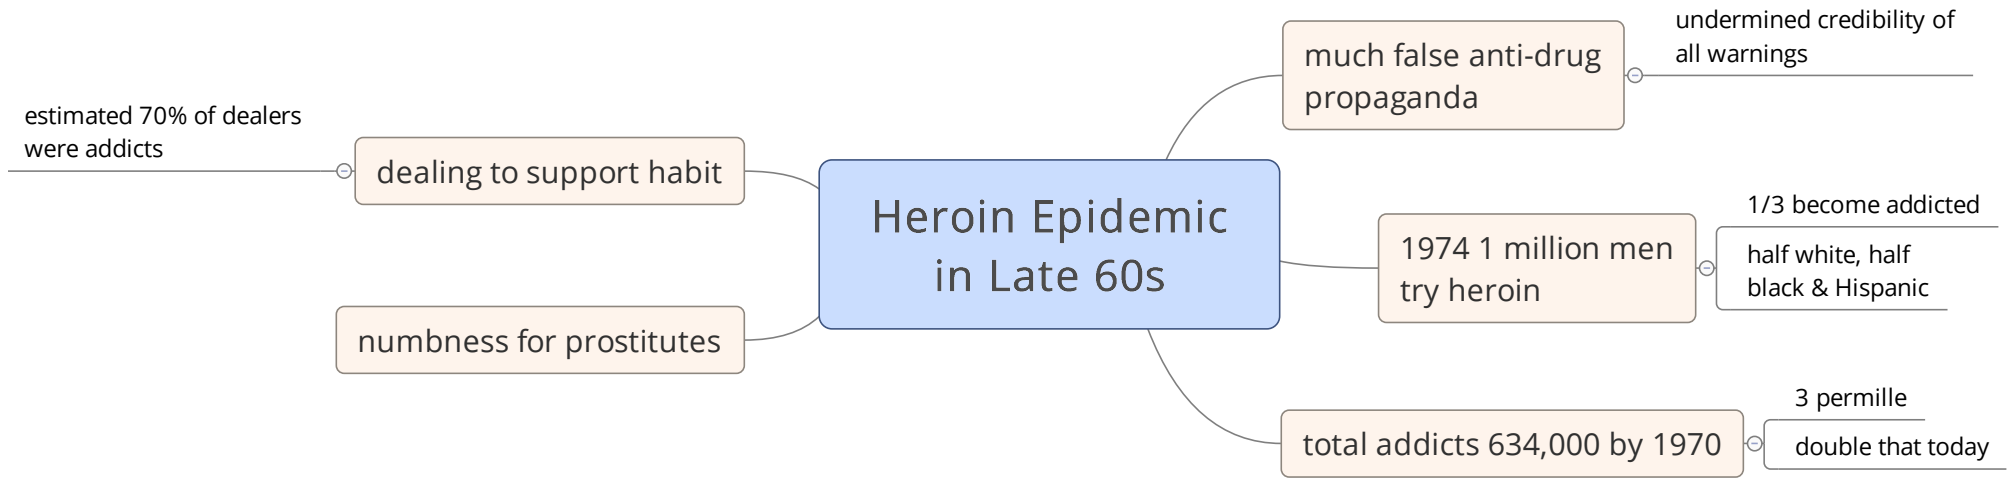 Heroin Epidemic
in Late 60s
much false anti-drug
propaganda
undermined credibility of
all warnings
1974 1 million men
try heroin
1/3 become addicted
half white, half
black & Hispanic
total addicts 634,000 by 1970
3 permille
double that today
dealing to support habit
estimated 70% of dealers
were addicts
numbness for prostitutes